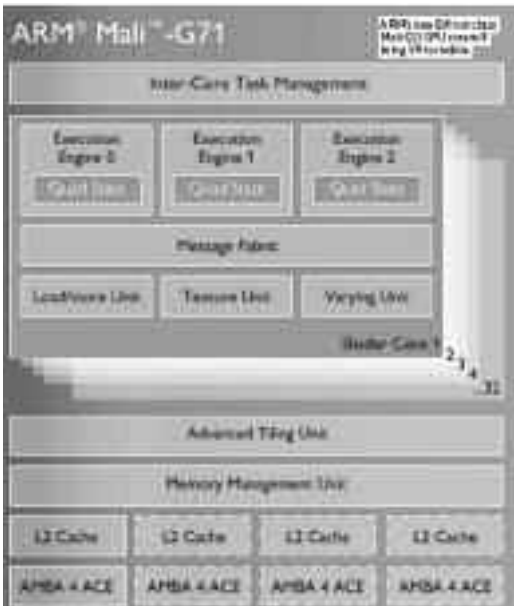 ARM® Mali™-G71
Inter-Core Task Management
Execution
Engine 0
Execution
Engine 1
Execution
Engine 2
Quad
Quad
Quad
Message Fabric
Load/store Unit
Texture Unit
Varying Unit
Shader Core 1
2
3
4
32
Advanced Tiling Unit
Memory Management Unit
L2 Cache
L2 Cache
L2 Cache
L2 Cache
AMBA 4 ACE
AMBA 4 ACE
AMBA 4 ACE
AMBA 4 ACE